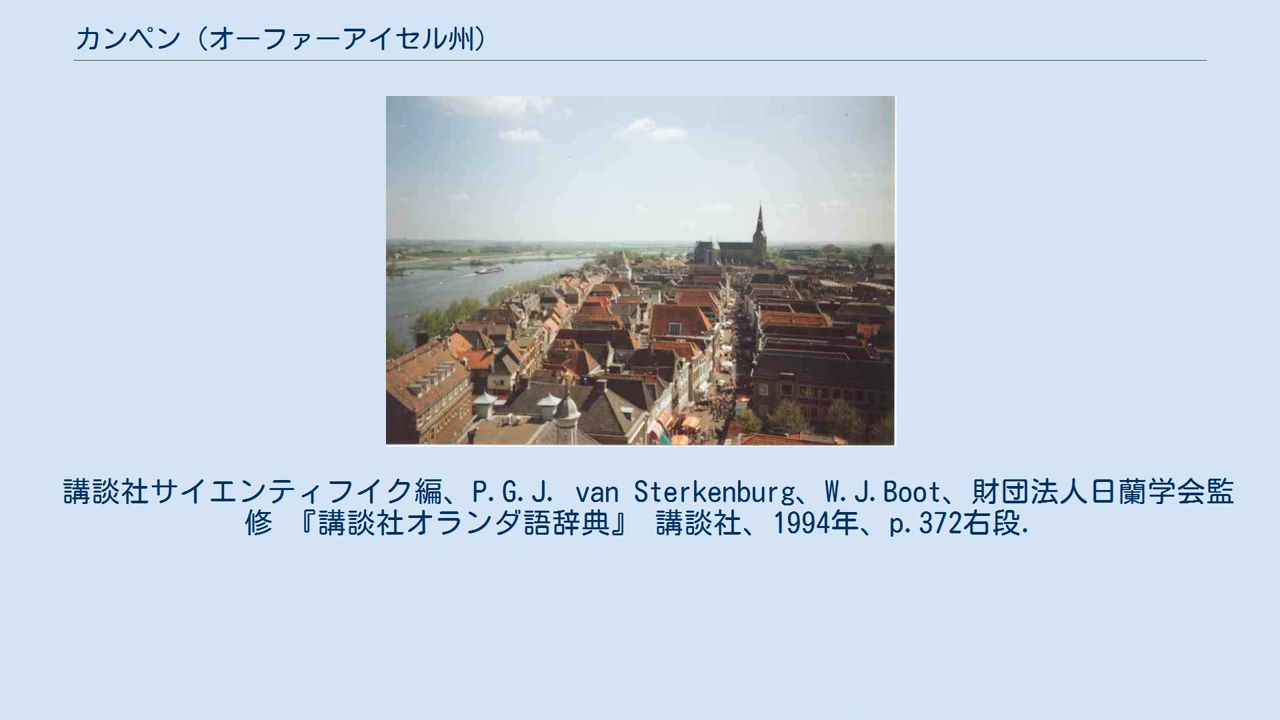 カンペン（オーファーアイセル州）
講談社サイエンティフイク編、P.G.J. van Sterkenburg、W.J.Boot、財団法人日蘭学会監
修 『講談社オランダ語辞典』 講談社、1994年、p.372右段.